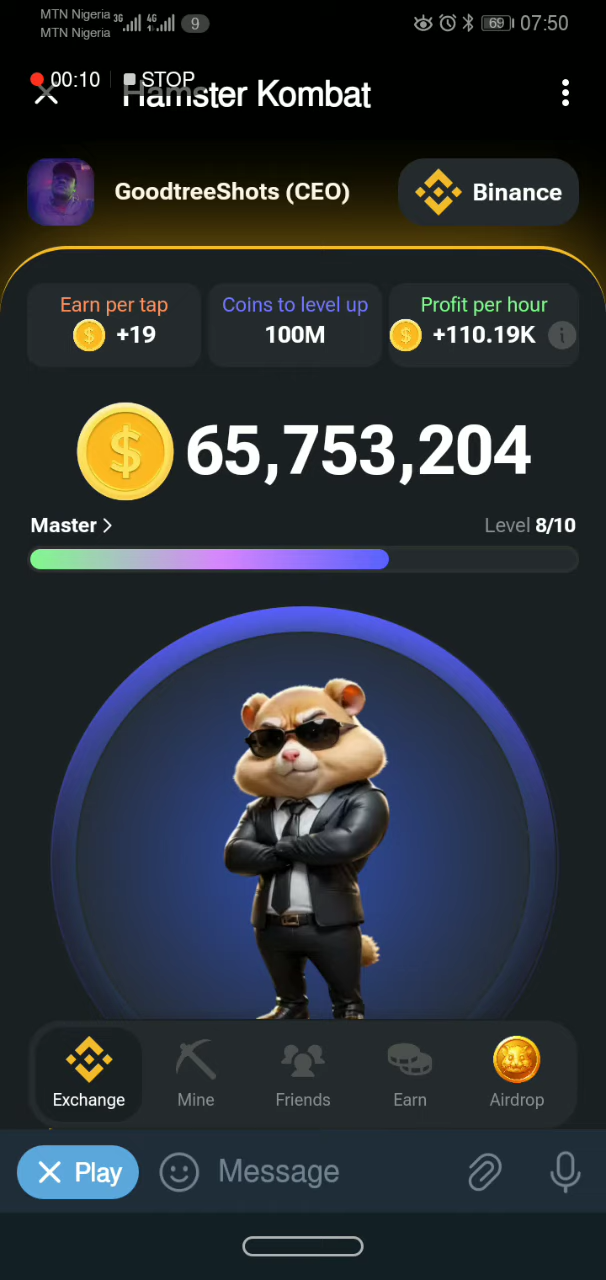 MTN Nigeria 3G 4G 9 69 07:50
MTN Nigeria
00:10 STOP
Hamster Kombat
GoodtreeShots (CEO) Binance
Earn per tap Coins to level up Profit per hour
+19 100M +110.19K
65,753,204
Master > Level 8/10
Exchange Mine Friends Earn Airdrop
Play Message